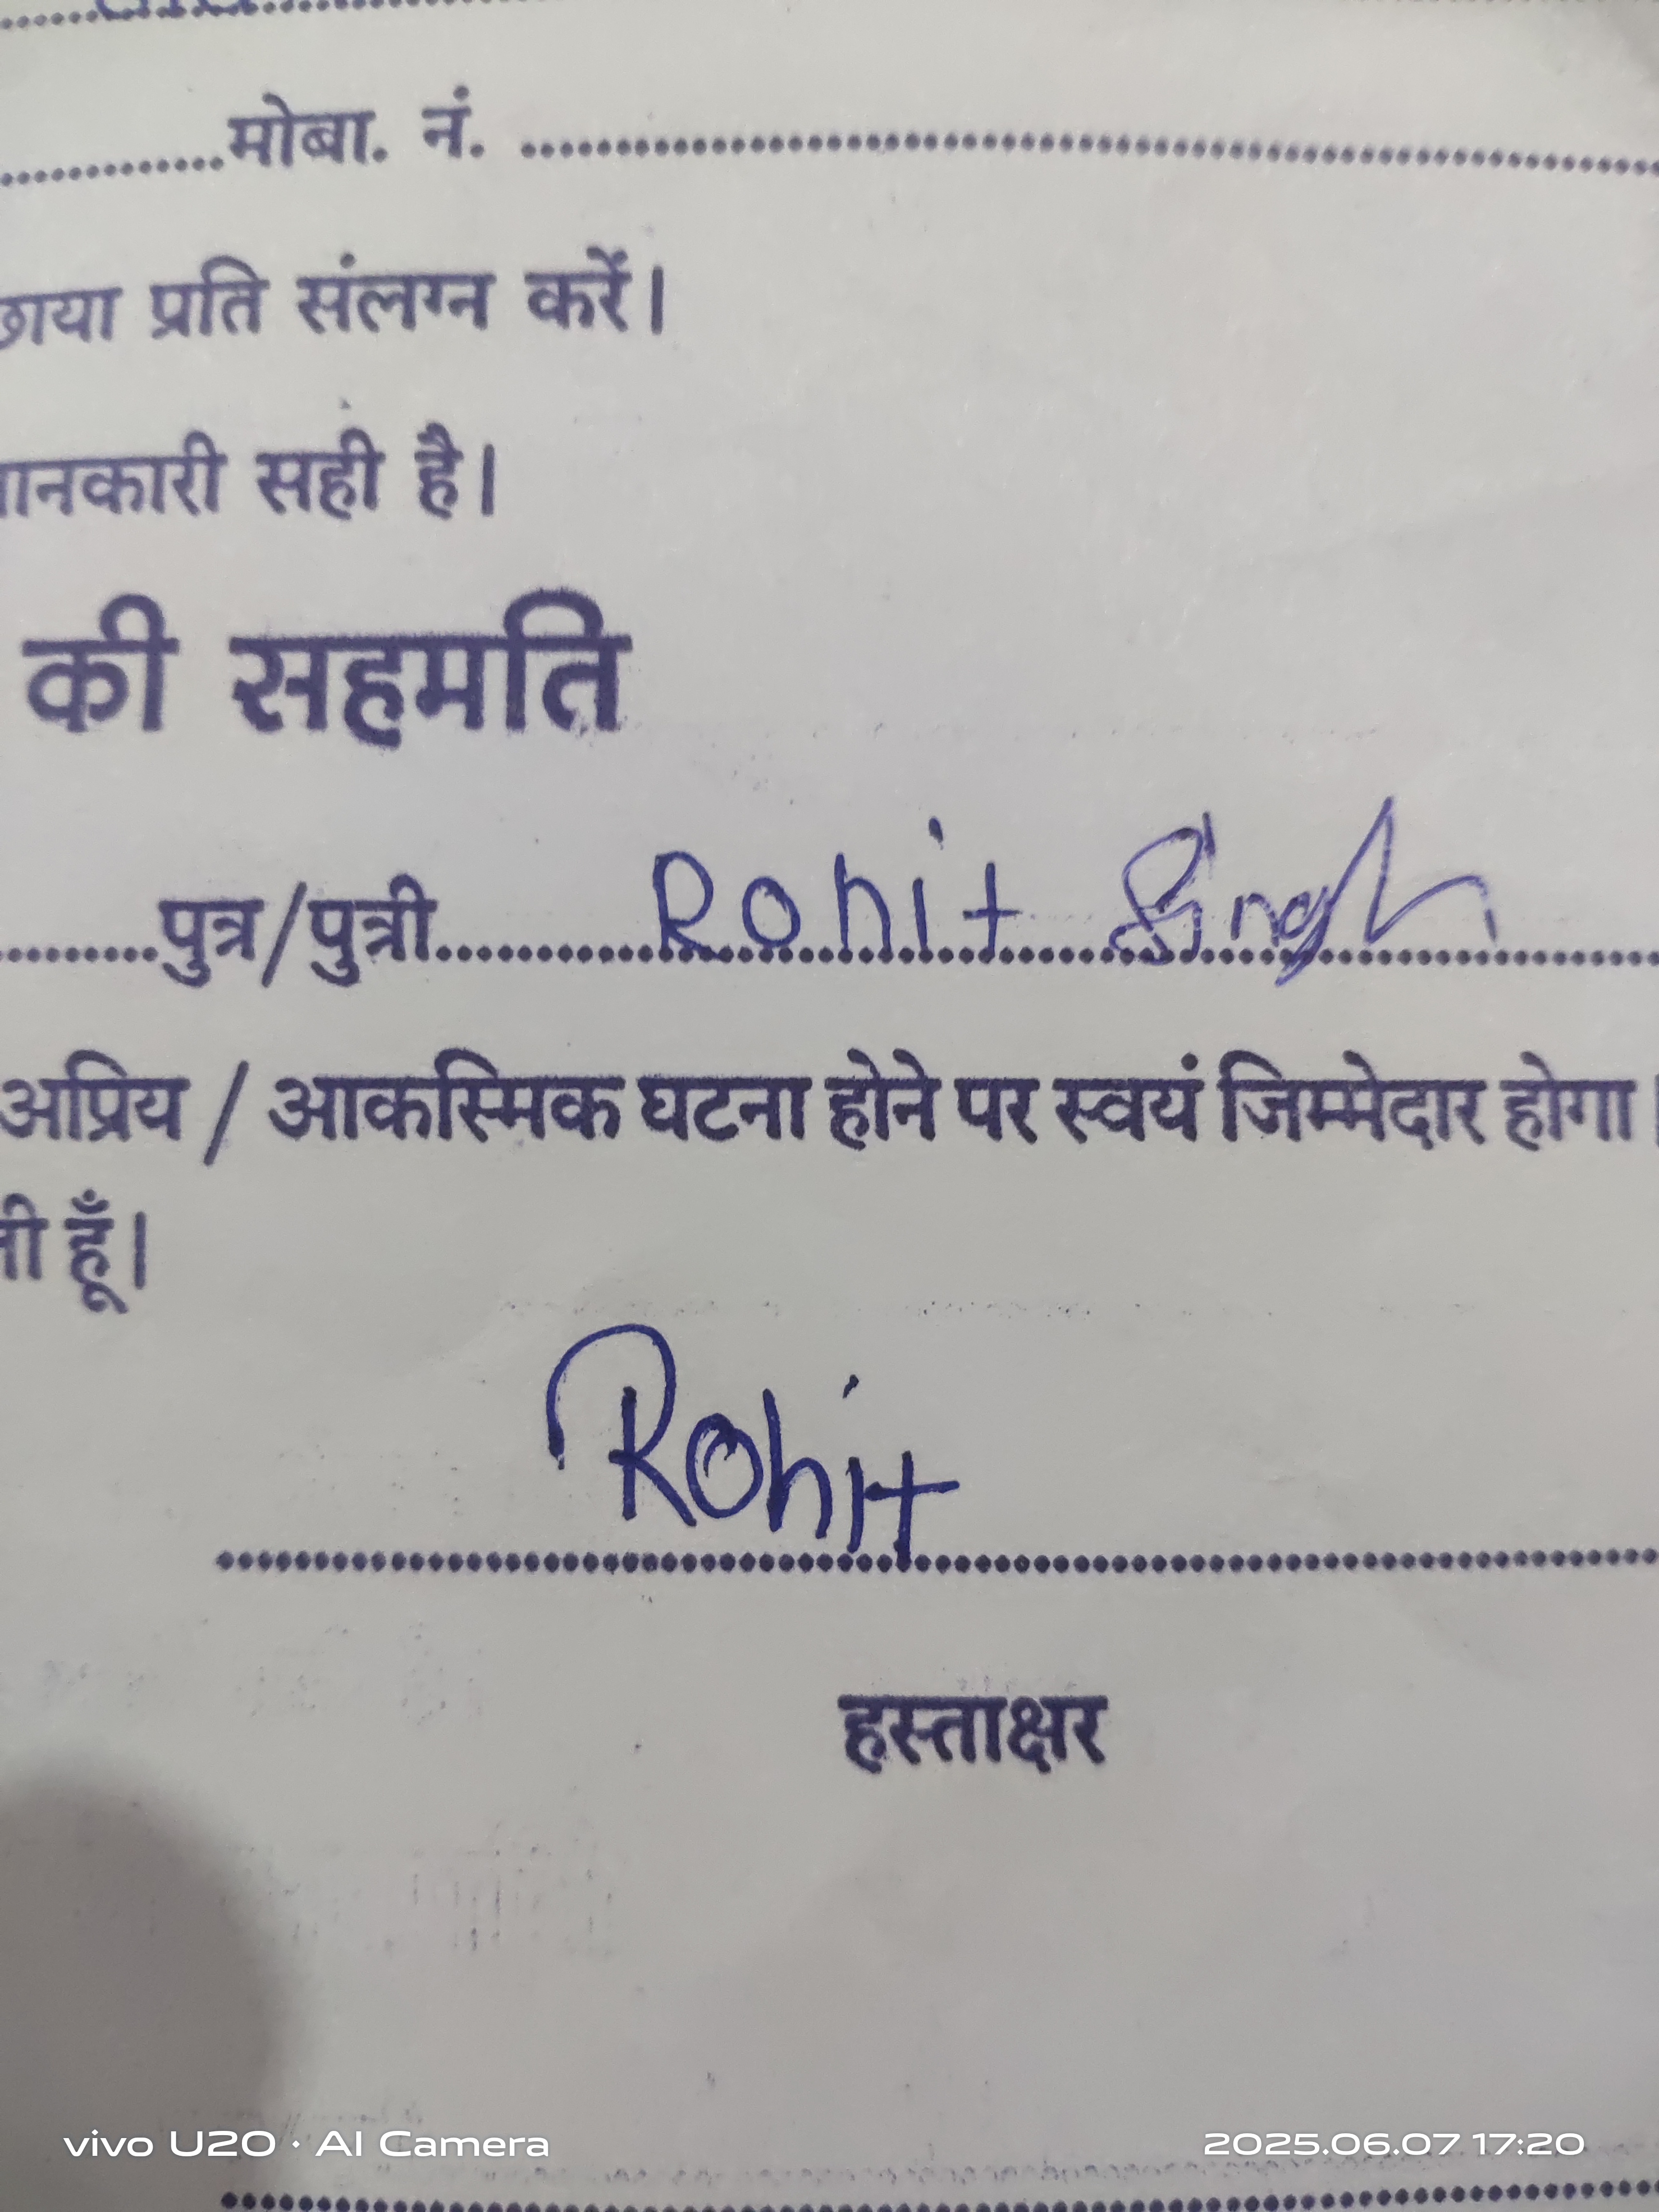 मोबा. नं.
छाया प्रति संलग्न करें।
सही है।
की सहमति
पुत्र/पुत्री Rohit Singh
अप्रिय / आकस्मिक घटना होने पर स्वयं जिम्मेदार होगा।
हूँ।
Rohit
हस्ताक्षर
vivo U20 · AI Camera
2025.06.07 17:20